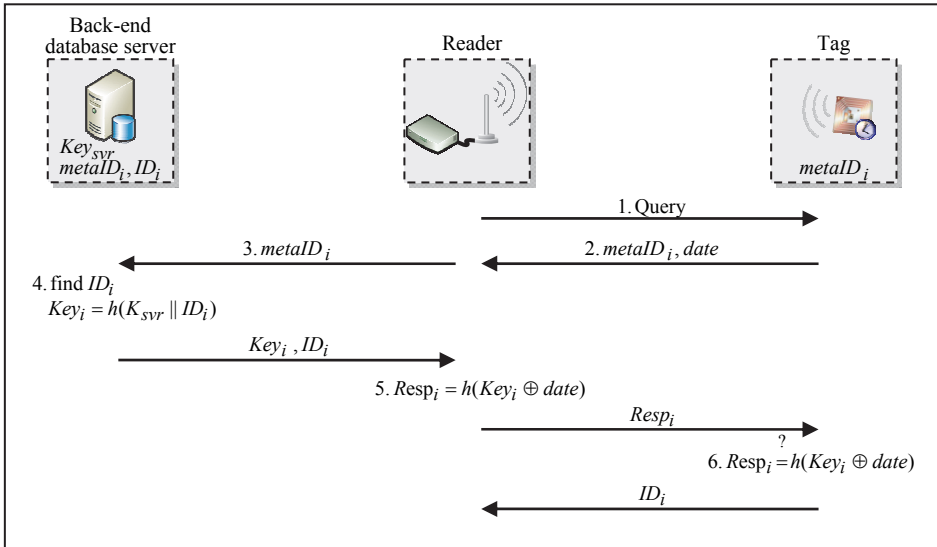 Back-end
database server
Reader
Tag
Key_svr
metaID_i, ID_i
metaID_i
1. Query
3. metaID_i
2. metaID_i, date
4. find ID_i
Key_i = h(K_svr || ID_i)
Key_i , ID_i
5. Resp_i = h(Key_i ⊕ date)
Resp_i
?
6. Resp_i = h(Key_i ⊕ date)
ID_i